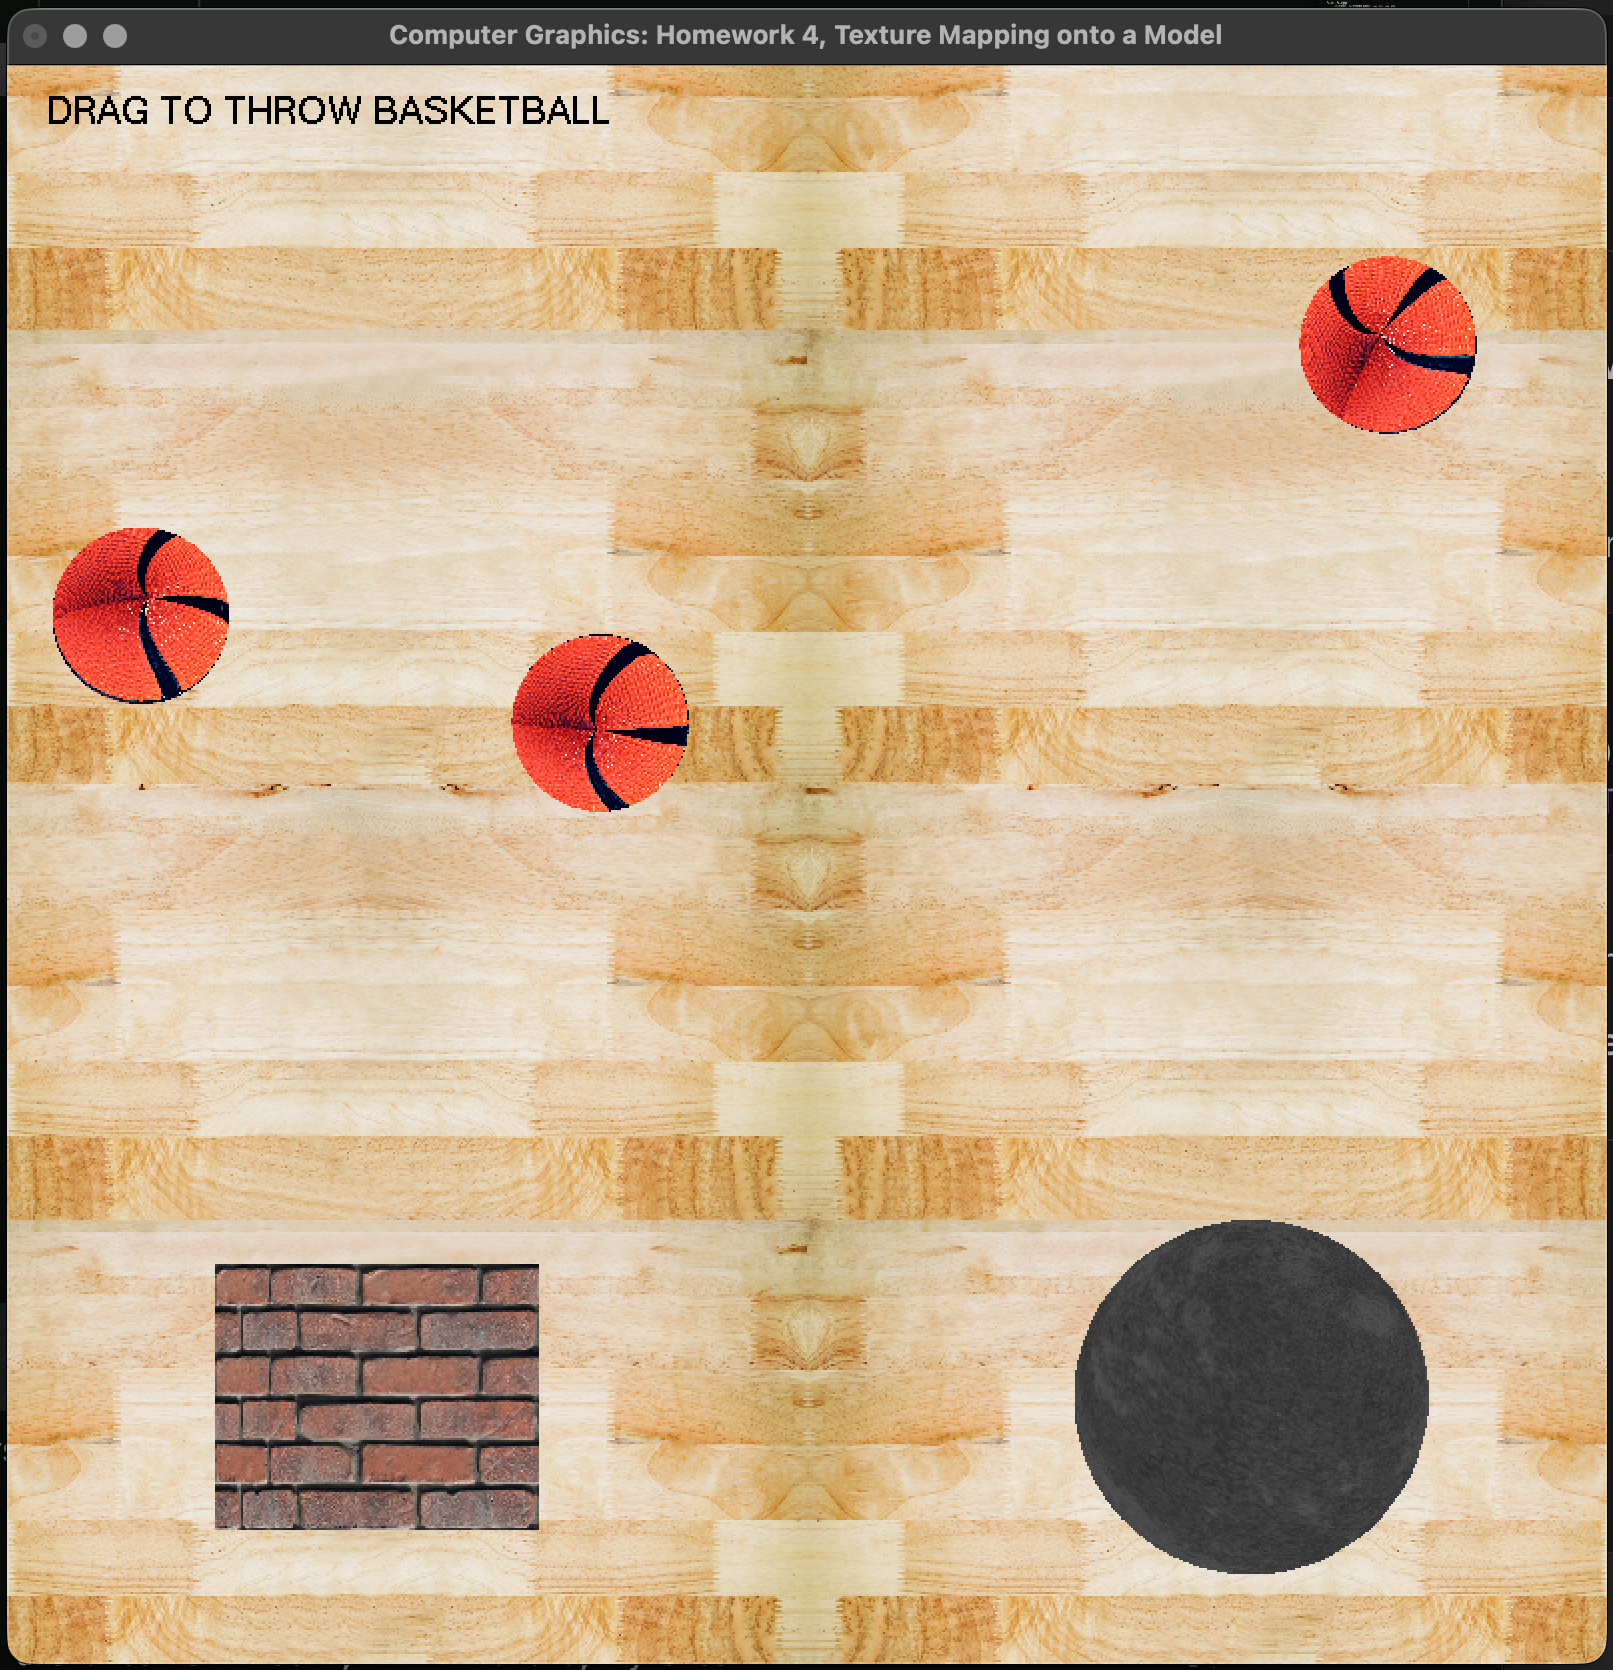 Computer Graphics: Homework 4, Texture Mapping onto a Model
DRAG TO THROW BASKETBALL